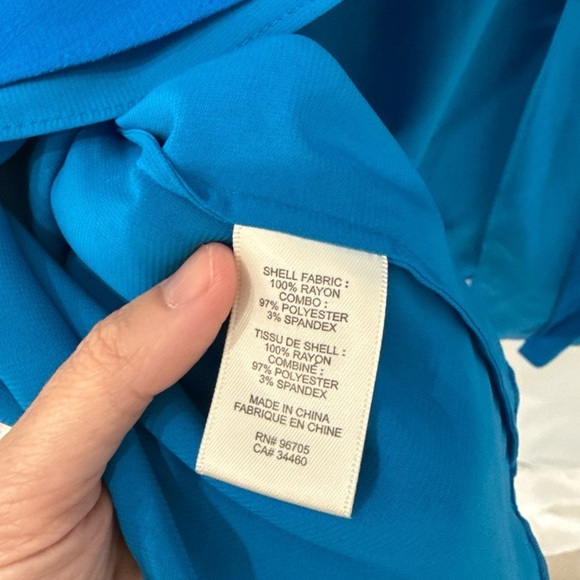 SHELL FABRIC :
100% RAYON
COMBO :
97% POLYESTER
3% SPANDEX
TISSU DE SHELL :
100% RAYON
COMBINÉ :
97% POLYESTER
3% SPANDEX
MADE IN CHINA
FABRIQUE EN CHINE
RN# 96705
CA# 34460